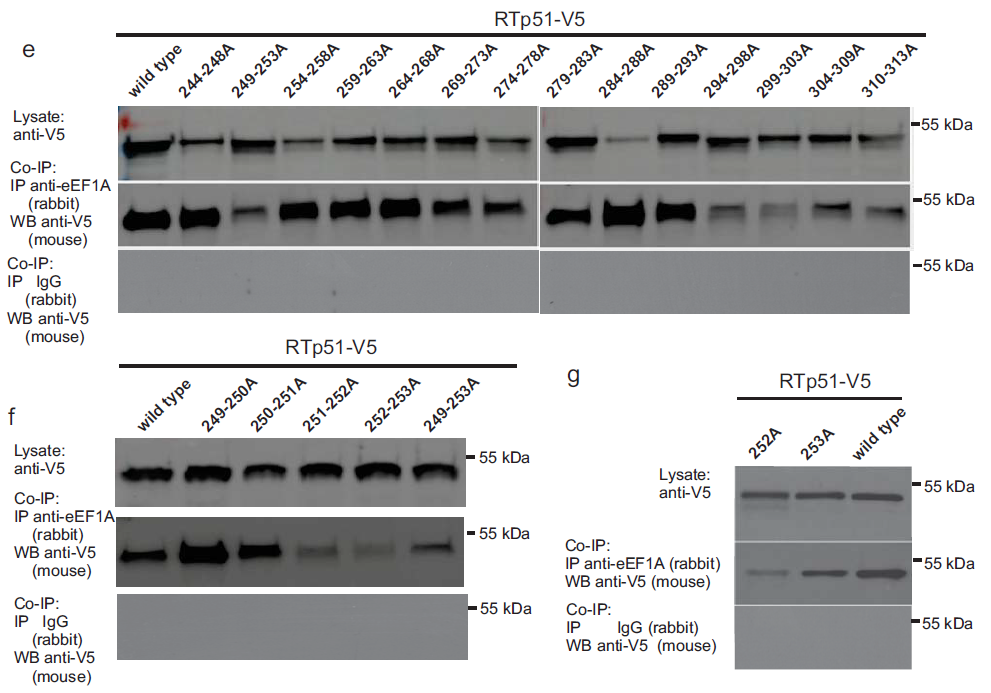 RTp51-V5
e
wild type 244-248A 249-253A 254-258A 259-263A 264-268A 269-273A 274-278A 279-283A 284-288A 289-293A 294-298A 299-303A 304-309A 310-313A
Lysate:
anti-V5
55 kDa
Co-IP:
IP anti-eEF1A
(rabbit)
WB anti-V5
(mouse)
55 kDa
Co-IP:
IP IgG
(rabbit)
WB anti-V5
(mouse)
55 kDa
RTp51-V5
f
wild type 249-250A 250-251A 251-252A 252-253A 249-253A
Lysate:
anti-V5
55 kDa
Co-IP:
IP anti-eEF1A
(rabbit)
WB anti-V5
(mouse)
55 kDa
Co-IP:
IP IgG
(rabbit)
WB anti-V5
(mouse)
55 kDa
g
RTp51-V5
252A 253A wild type
Lysate:
anti-V5
55 kDa
Co-IP:
IP anti-eEF1A (rabbit)
WB anti-V5 (mouse)
55 kDa
Co-IP:
IP IgG (rabbit)
WB anti-V5 (mouse)
55 kDa